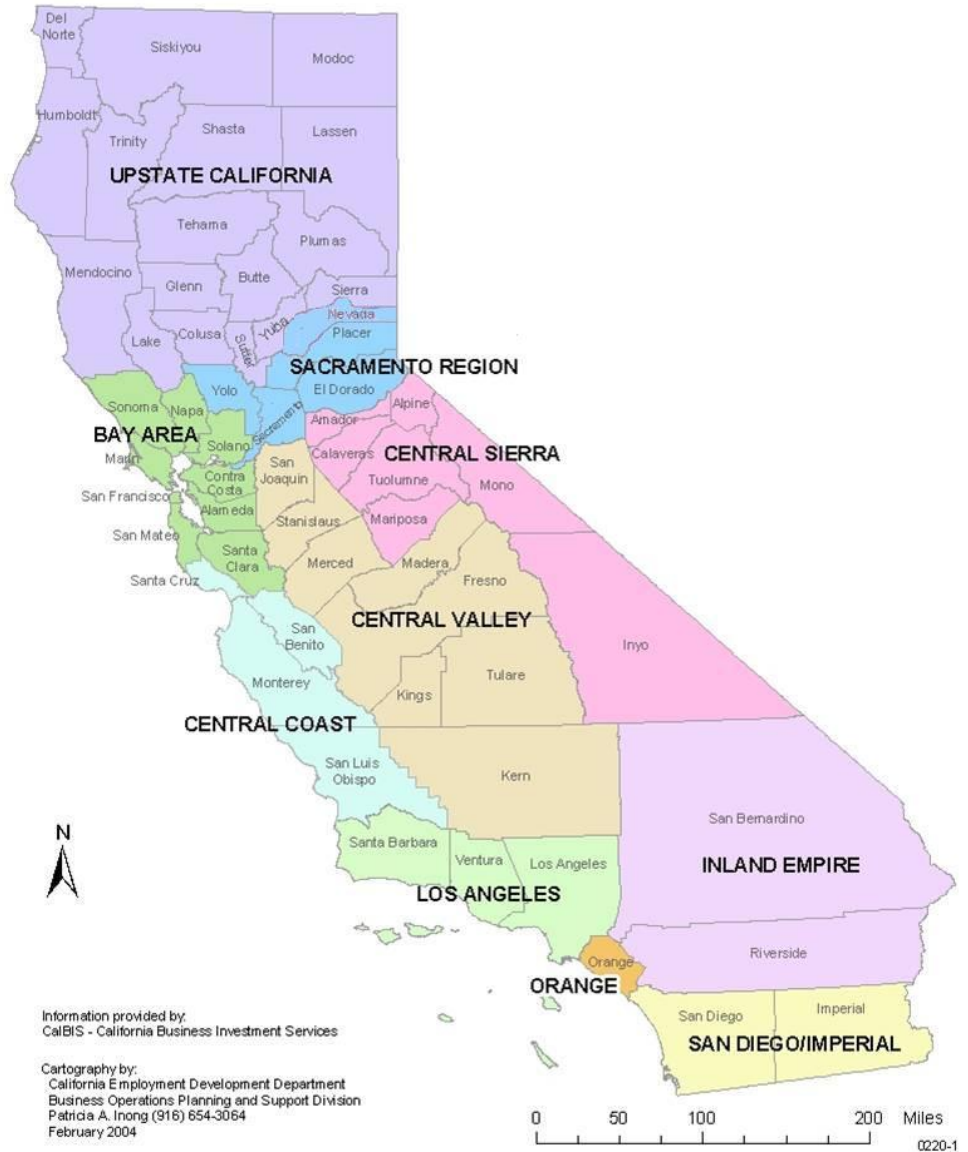 Del
Norte
Siskiyou
Modoc
Humboldt
Trinity
Shasta
Lassen
UPSTATE CALIFORNIA
Tehama
Plumas
Mendocino
Glenn
Butte
Sierra
Nevada
Lake
Colusa
Sutter
Yuba
Placer
SACRAMENTO REGION
Yolo
El Dorado
Sacramento
Sonoma
Napa
Alpine
Amador
BAY AREA
Solano
Marin
Calaveras
CENTRAL SIERRA
San
Joaquin
Contra
Costa
Tuolumne
Mono
San Francisco
Alameda
Stanislaus
Mariposa
San Mateo
Santa
Clara
Merced
Madera
Santa Cruz
Fresno
CENTRAL VALLEY
San
Benito
Inyo
Monterey
Kings
Tulare
CENTRAL COAST
San Luis
Obispo
Kern
San Bernardino
N
Santa Barbara
Ventura
Los Angeles
INLAND EMPIRE
LOS ANGELES
Orange
Riverside
ORANGE
San Diego
Imperial
SAN DIEGO/IMPERIAL
Information provided by:
CalBIS - California Business Investment Services
Cartography by:
California Employment Development Department
Business Operations Planning and Support Division
Patricia A. Inong (916) 654-3064
February 2004
0 50 100 200 Miles
0220-1